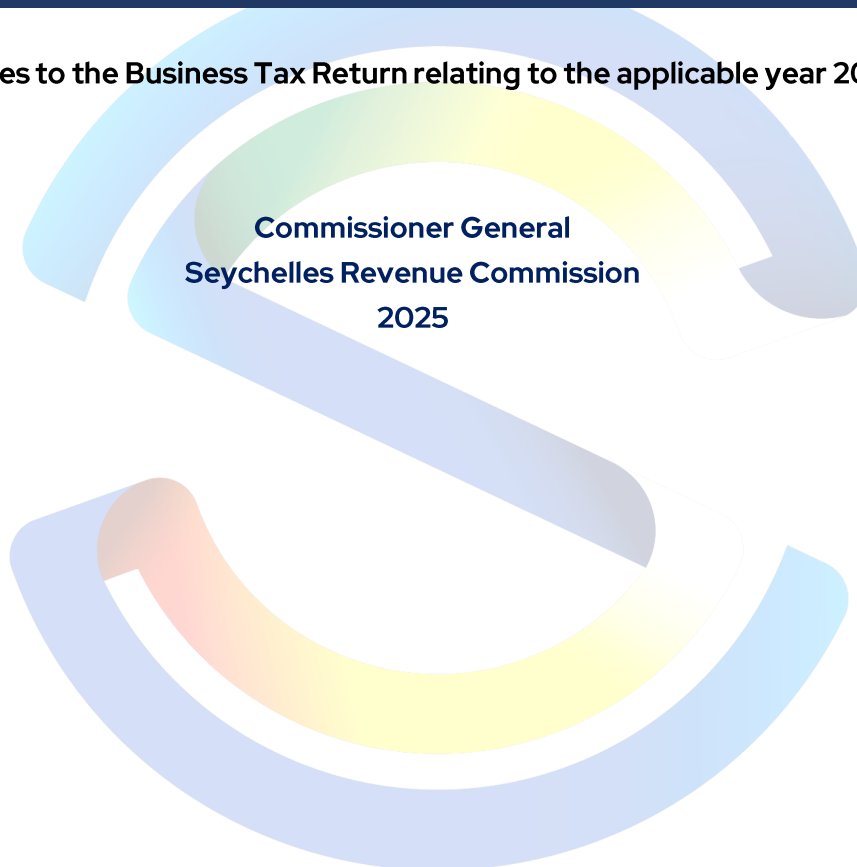 es to the Business Tax Return relating to the applicable year 20
Commissioner General
Seychelles Revenue Commission
2025